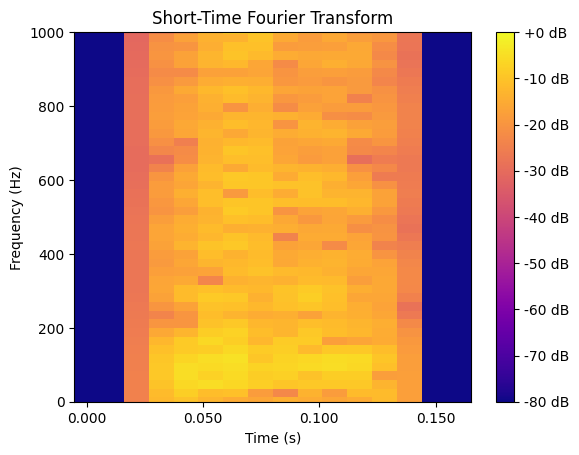 Short-Time Fourier Transform
1000
800
600
400
200
0
Frequency (Hz)
0.000
0.050
0.100
0.150
Time (s)
+0 dB
-10 dB
-20 dB
-30 dB
-40 dB
-50 dB
-60 dB
-70 dB
-80 dB